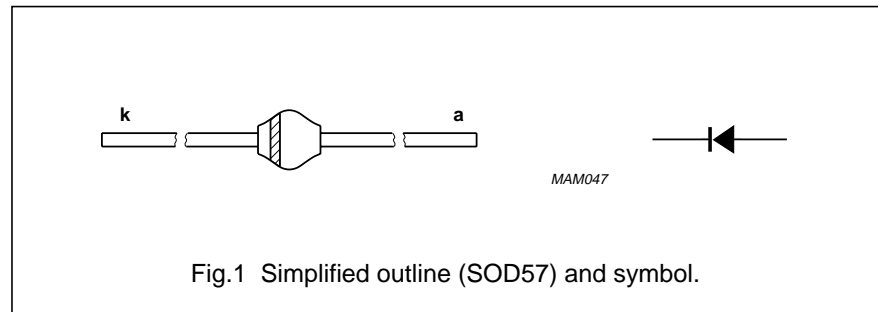 k
a
MAM047
Fig.1 Simplified outline (SOD57) and symbol.